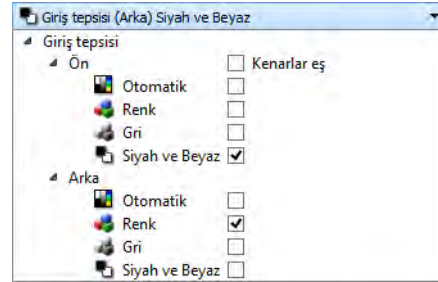 Giriş tepsisi (Arka) Siyah ve Beyaz
Giriş tepsisi
Ön Kenarlar eş
Otomatik
Renk
Gri
Siyah ve Beyaz
Arka
Otomatik
Renk
Gri
Siyah ve Beyaz